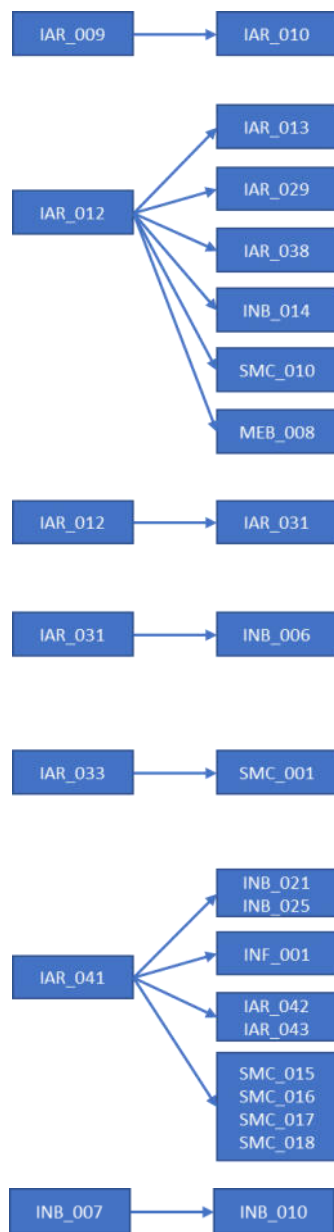 IAR_009
IAR_010
IAR_012
IAR_013
IAR_029
IAR_038
INB_014
SMC_010
MEB_008
IAR_012
IAR_031
IAR_031
INB_006
IAR_033
SMC_001
IAR_041
INB_021
INB_025
INF_001
IAR_042
IAR_043
SMC_015
SMC_016
SMC_017
SMC_018
INB_007
INB_010